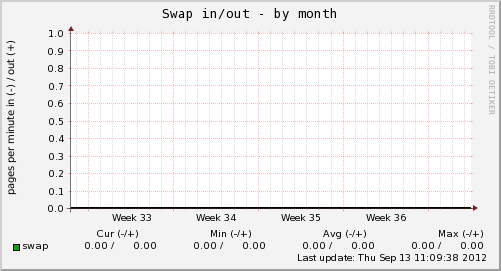 Swap in/out - by month
RRDTOOL / TOBI OETIKER
pages per minute in (-) / out (+)
1.0
0.9
0.8
0.7
0.6
0.5
0.4
0.3
0.2
0.1
0.0
Week 33 Week 34 Week 35 Week 36
Cur (-/+) Min (-/+) Avg (-/+) Max (-/+)
swap 0.00 / 0.00 0.00 / 0.00 0.00 / 0.00 0.00 / 0.00
Last update: Thu Sep 13 11:09:38 2012